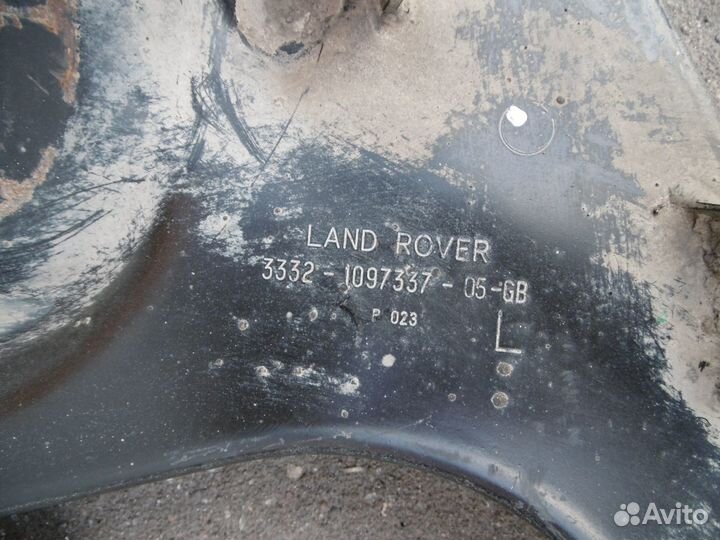 LAND ROVER
3332-1097337-05-GB
P 023
L
Avito